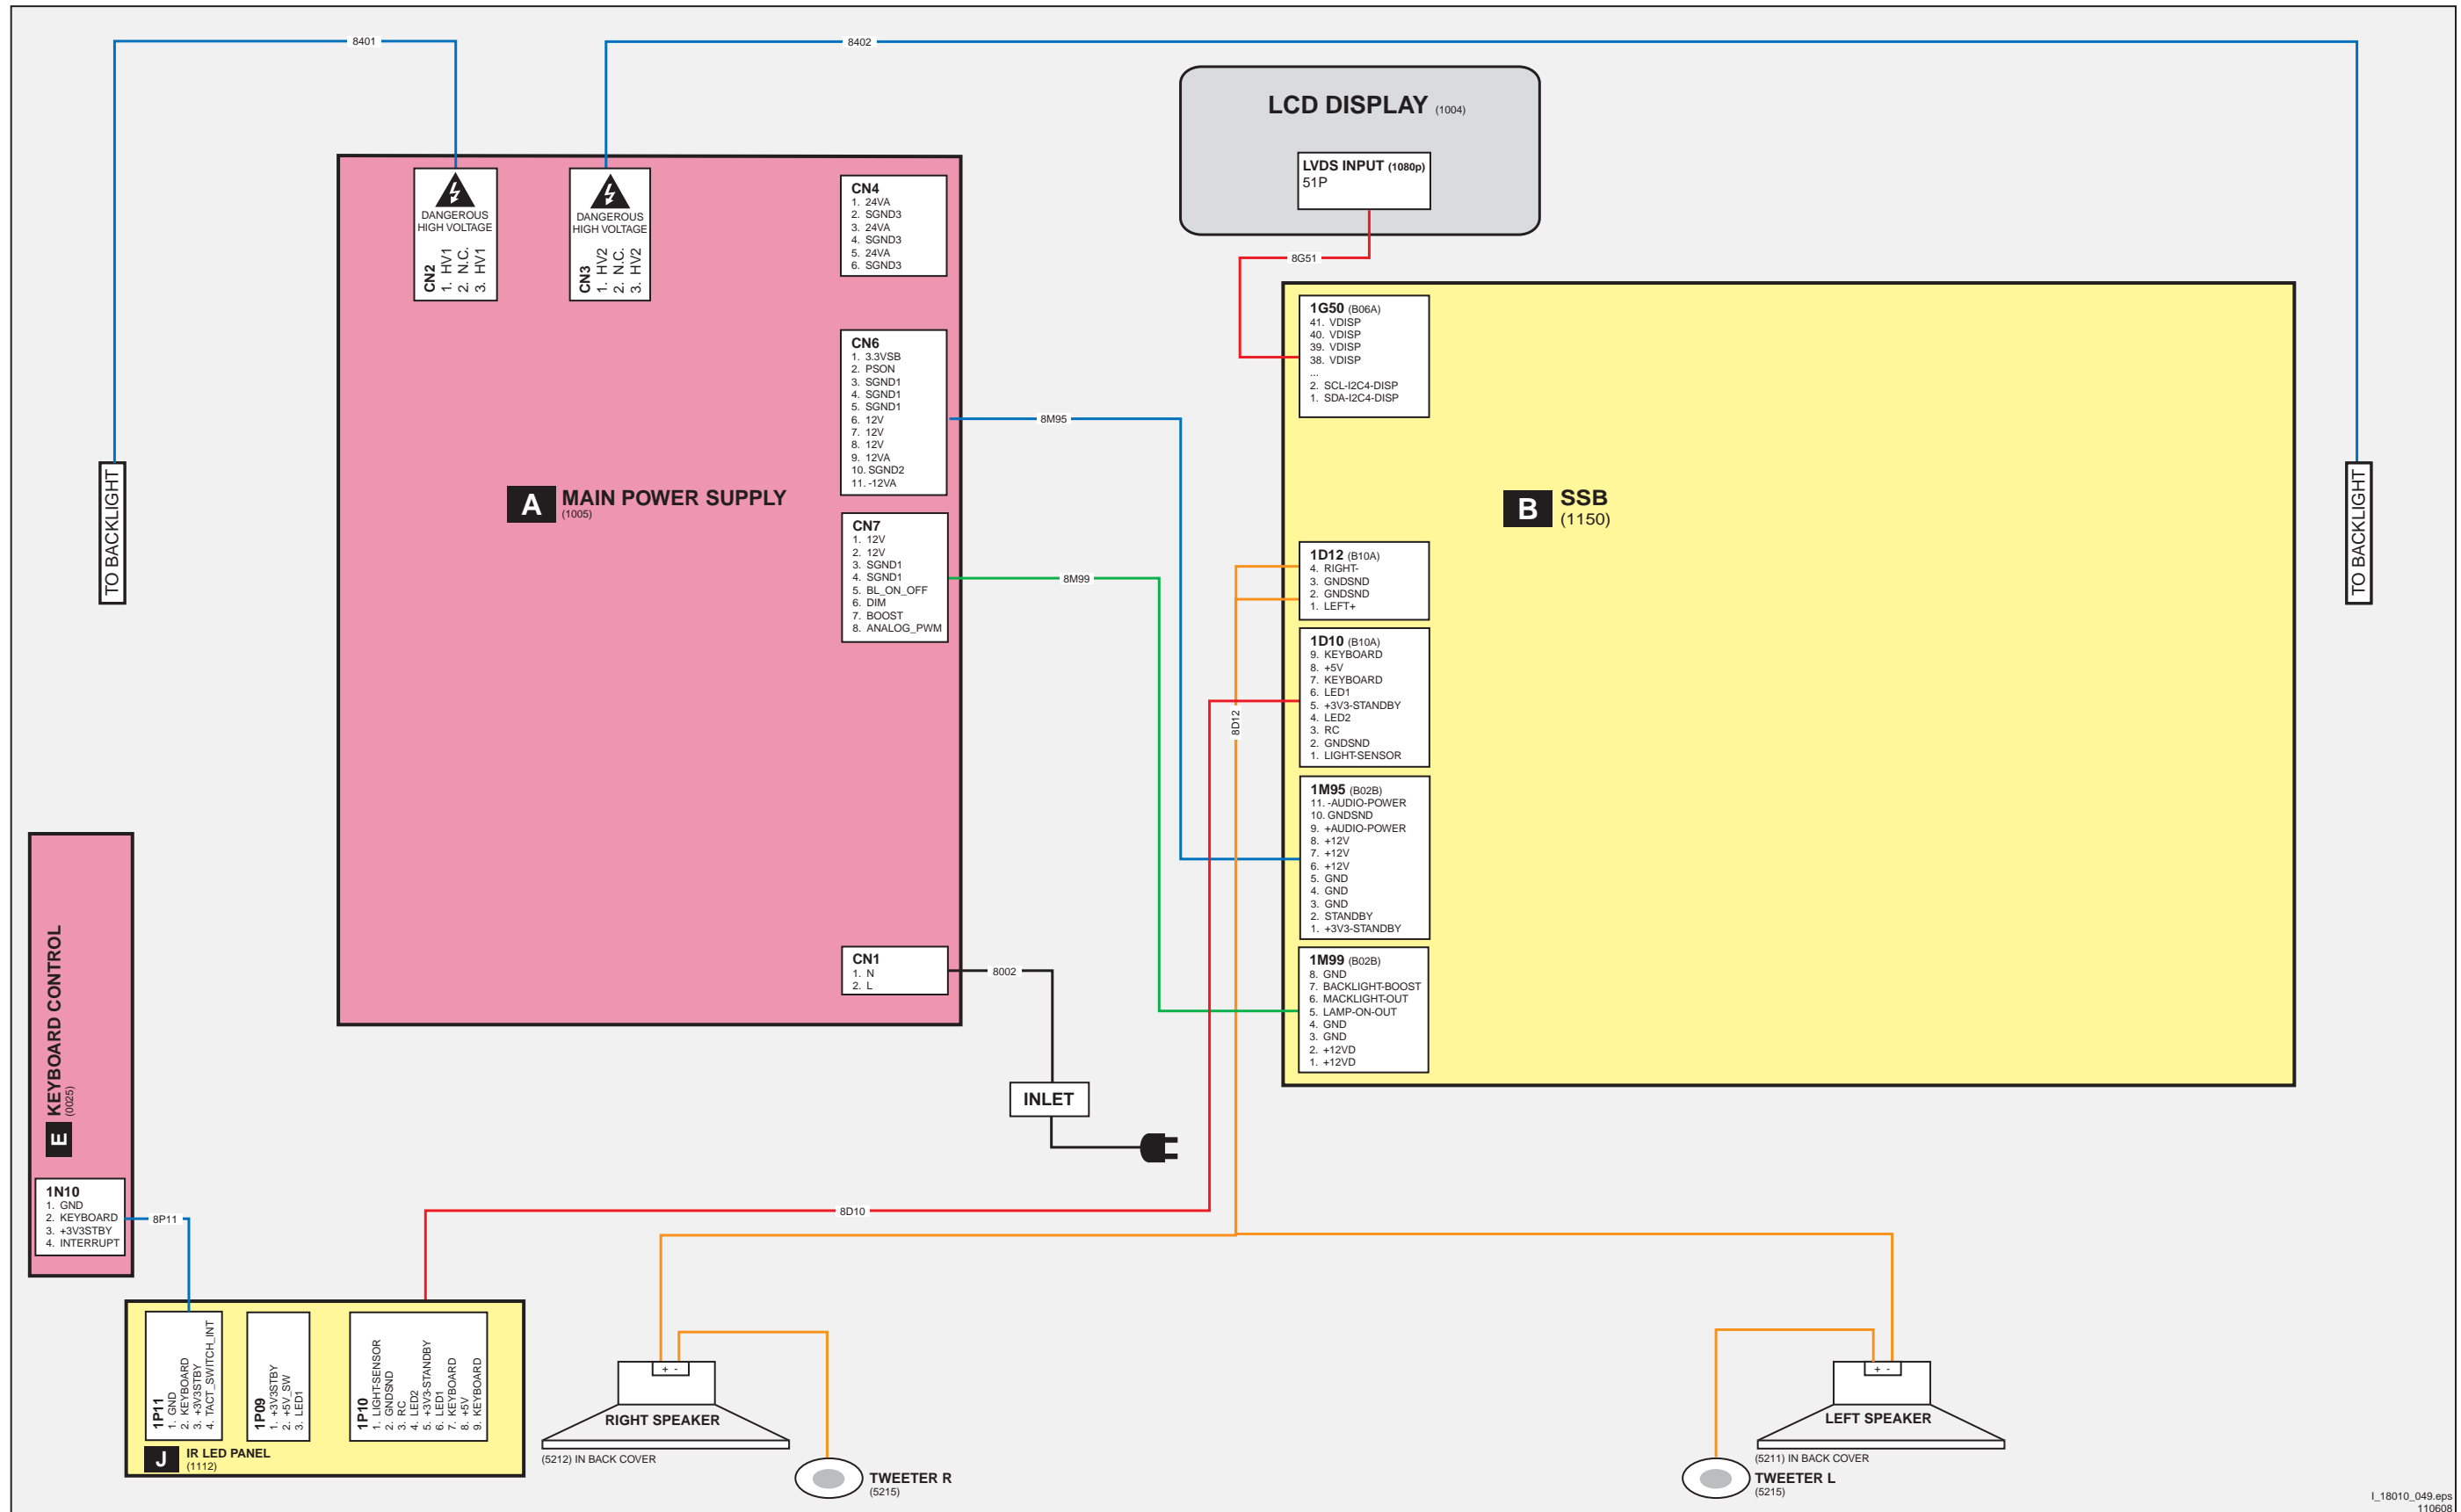 8401
8402
LCD DISPLAY (1004)
LVDS INPUT (1080p)
51P
8G51
DANGEROUS
HIGH VOLTAGE
CN2
1. HV1
2. N.C.
3. HV1
DANGEROUS
HIGH VOLTAGE
CN3
1. HV2
2. N.C.
3. HV2
CN4
1. 24VA
2. SGND3
3. 24VA
4. SGND3
5. 24VA
6. SGND3
CN6
1. 3.3VSB
2. PSON
3. SGND1
4. SGND1
5. SGND1
6. 12V
7. 12V
8. 12V
9. 12VA
10. SGND2
11. -12VA
8M95
A MAIN POWER SUPPLY
(1005)
CN7
1. 12V
2. 12V
3. SGND1
4. SGND1
5. BL_ON_OFF
6. DIM
7. BOOST
8. ANALOG_PWM
8M99
CN1
1. N
2. L
8002
INLET
TO BACKLIGHT
TO BACKLIGHT
1G50 (B06A)
41. VDISP
40. VDISP
39. VDISP
38. VDISP
...
2. SCL-I2C4-DISP
1. SDA-I2C4-DISP
B SSB
(1150)
1D12 (B10A)
4. RIGHT-
3. GNDSND
2. GNDSND
1. LEFT+
1D10 (B10A)
9. KEYBOARD
8. +5V
7. KEYBOARD
6. LED1
5. +3V3-STANDBY
4. LED2
3. RC
2. GNDSND
1. LIGHT-SENSOR
8D12
1M95 (B02B)
11. -AUDIO-POWER
10. GNDSND
9. +AUDIO-POWER
8. +12V
7. +12V
6. +12V
5. GND
4. GND
3. GND
2. STANDBY
1. +3V3-STANDBY
1M99 (B02B)
8. GND
7. BACKLIGHT-BOOST
6. MACKLIGHT-OUT
5. LAMP-ON-OUT
4. GND
3. GND
2. +12VD
1. +12VD
E KEYBOARD CONTROL
(0025)
1N10
1. GND
2. KEYBOARD
3. +3V3STBY
4. INTERRUPT
8P11
8D10
1P11
1. GND
2. KEYBOARD
3. +3V3STBY
4. TACT_SWITCH_INT
1P09
1. +3V3STBY
2. +5V_SW
3. LED1
1P10
1. LIGHT-SENSOR
2. GNDSND
3. RC
4. LED2
5. +3V3-STANDBY
6. LED1
7. KEYBOARD
8. +5V
9. KEYBOARD
J IR LED PANEL
(1112)
+ -
RIGHT SPEAKER
(5212) IN BACK COVER
TWEETER R
(5215)
+ -
LEFT SPEAKER
(5211) IN BACK COVER
TWEETER L
(5215)
I_18010_049.eps
110608